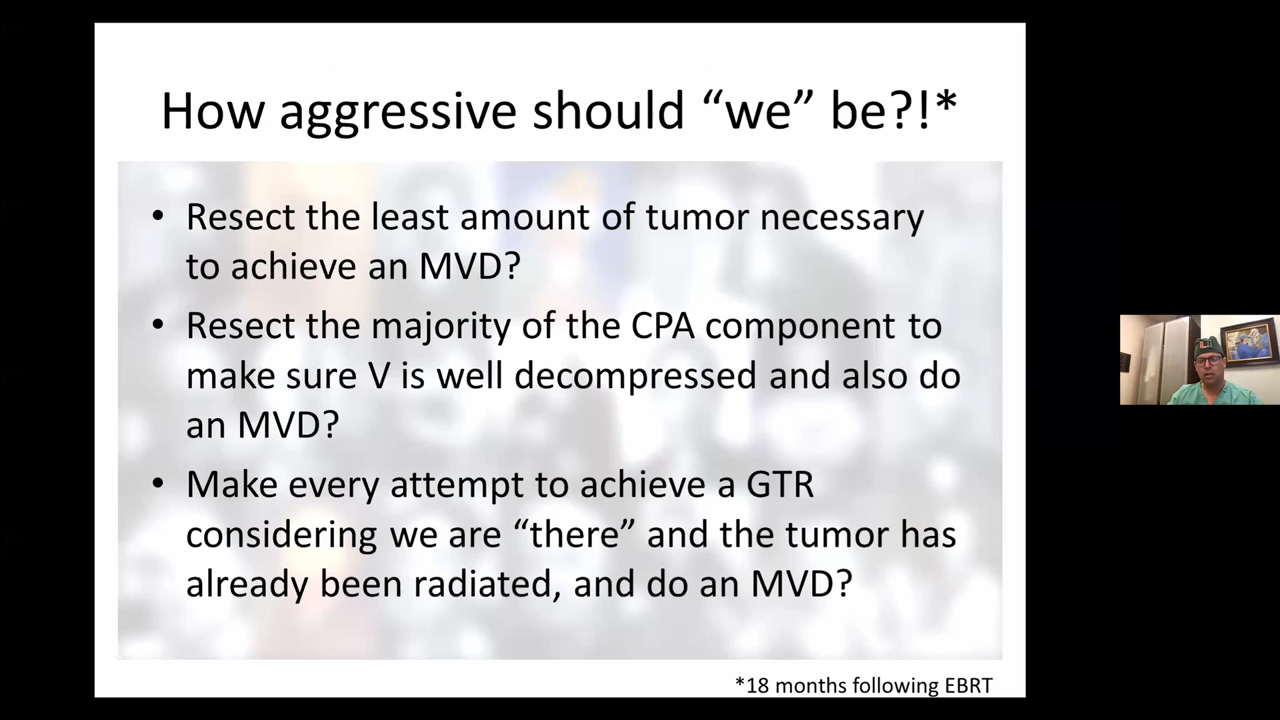 How aggressive should “we” be?!*
• Resect the least amount of tumor necessary
to achieve an MVD?
• Resect the majority of the CPA component to
make sure V is well decompressed and also do
an MVD?
• Make every attempt to achieve a GTR
considering we are “there” and the tumor has
already been radiated, and do an MVD?
*18 months following EBRT